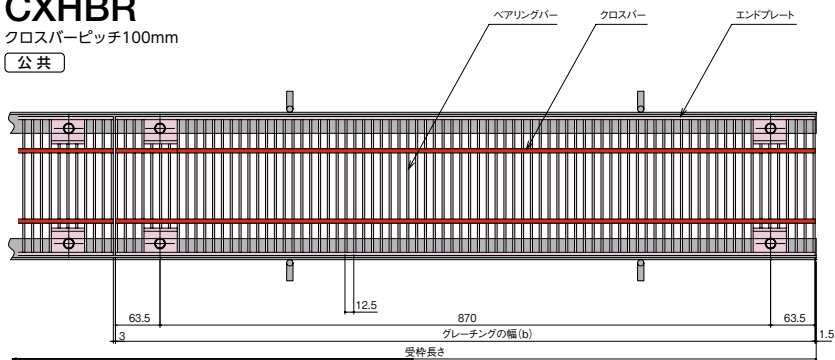 CXHBR
クロスバーピッチ100mm
公共
ベアリングバー
クロスバー
エンドプレート
12.5
63.5
870
63.5
3
グレーチングの幅(b)
1.5
受枠長さ